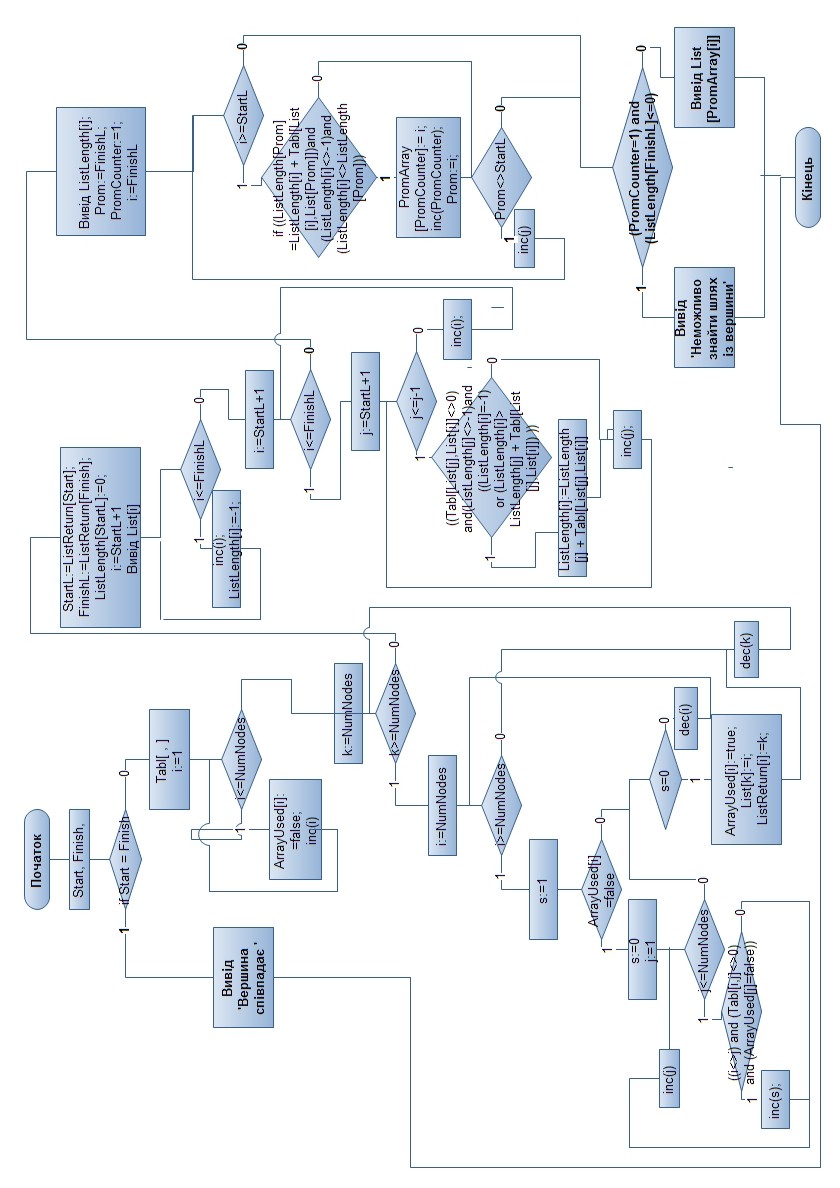 Початок
Start, Finish,
if Start = Finish
1
0
Вивід
'Вершина
співпадає '
Tabl[ , ]
i:=1
i<=NumNodes
1
0
ArrayUsed[i]:
=false;
inc(i)
k:=NumNodes
k>=NumNodes
1
0
i:=NumNodes
i>=NumNodes
1
0
s:=1
ArrayUsed[i]
=false
1
0
s:=0
j:=1
j<=NumNodes
1
0
((i<>j) and (Tabl[i,j]<>0)
and (ArrayUsed[j]=false))
1
0
inc(j)
inc(s);
s=0
1
0
dec(i)
dec(k)
ArrayUsed[i]:=true;
List[k]:=i;
ListReturn[i]:=k;
StartL:=ListReturn[Start];
FinishL:=ListReturn[Finish];
ListLength[StartL]:=0;
i:=StartL+1
Вивід List[i]
i<=FinishL
1
0
inc(i);
ListLength[i]:=-1;
i:=StartL+1
i<=FinishL
1
0
j:=StartL+1
j<=j-1
1
0
inc(i);
((Tabl[List[j],List[i]]<>0)
and(ListLength[j]<>-1)and
((ListLength[i]=-1)
or (ListLength[i]>
ListLength[j] + Tabl[List
[j],List[i]]) ))
1
0
ListLength[i]:=ListLength
[j] + Tabl[List[j],List[i]]
inc(j);
Вивід ListLength[i];
Prom:=FinishL;
PromCounter:=1;
i:=FinishL
i>=StartL
1
0
if ((ListLength[Prom]
=ListLength[i] + Tabl[List
[i],List[Prom]])and
(ListLength[i]<>-1)and
(ListLength[i]<>ListLength
[Prom]))
1
0
PromArray
[PromCounter] := i;
inc(PromCounter);
Prom:=i;
Prom<>StartL
1
0
inc(j)
(PromCounter=1) and
(ListLength[FinishL]<=0)
1
0
Вивід
'Неможливо
знайти шлях
із вершини'
Вивід List
[PromArray[i]]
Кінець